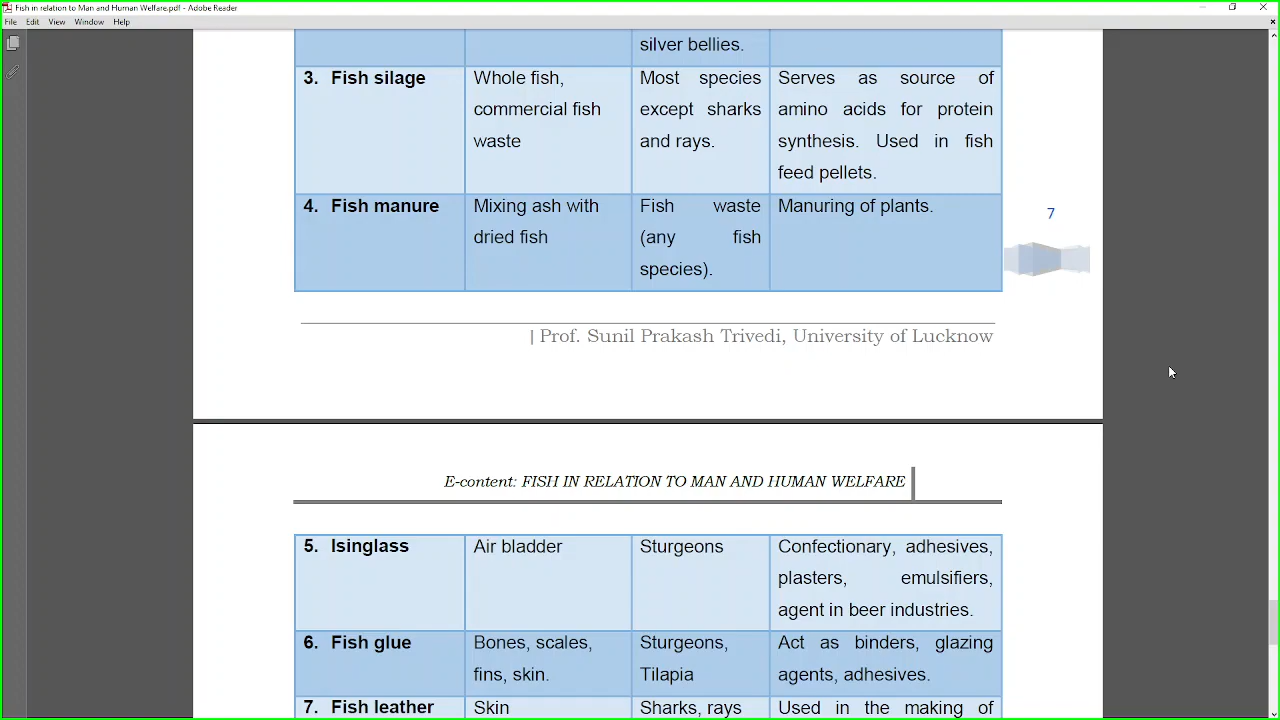 Fish in relation to Man and Human Welfare.pdf - Adobe Reader
File Edit View Window Help
silver bellies.
3. Fish silage Whole fish, Most species Serves as source of
commercial fish except sharks amino acids for protein
waste and rays. synthesis. Used in fish
feed pellets.
4. Fish manure Mixing ash with Fish waste Manuring of plants.
dried fish (any fish
species).
7
| Prof. Sunil Prakash Trivedi, University of Lucknow
E-content: FISH IN RELATION TO MAN AND HUMAN WELFARE
5. Isinglass Air bladder Sturgeons Confectionary, adhesives,
plasters, emulsifiers,
agent in beer industries.
6. Fish glue Bones, scales, Sturgeons, Act as binders, glazing
fins, skin. Tilapia agents, adhesives.
7. Fish leather Skin Sharks, rays Used in the making of